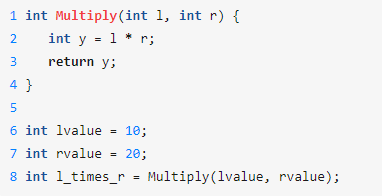 1 int Multiply(int l, int r) {
2    int y = l * r;
3    return y;
4 }
5
6 int lvalue = 10;
7 int rvalue = 20;
8 int l_times_r = Multiply(lvalue, rvalue);